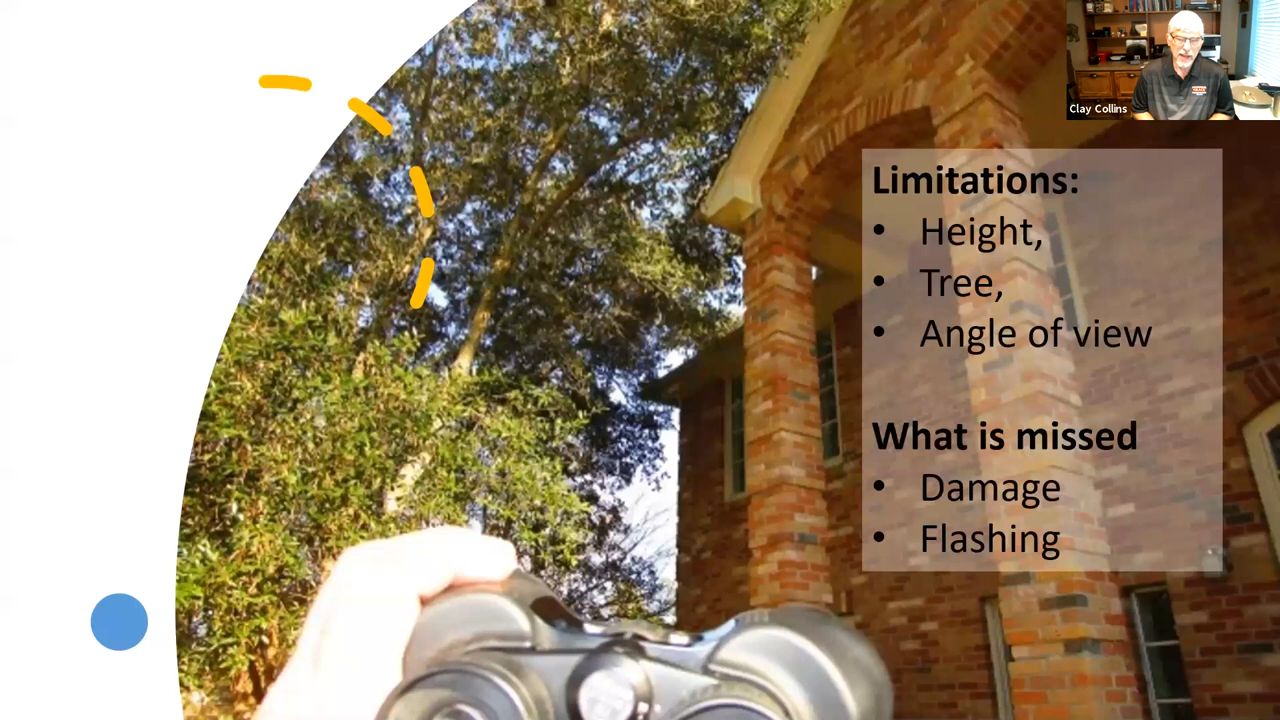 Clay Collins
Limitations:
• Height,
• Tree,
• Angle of view
What is missed
• Damage
• Flashing